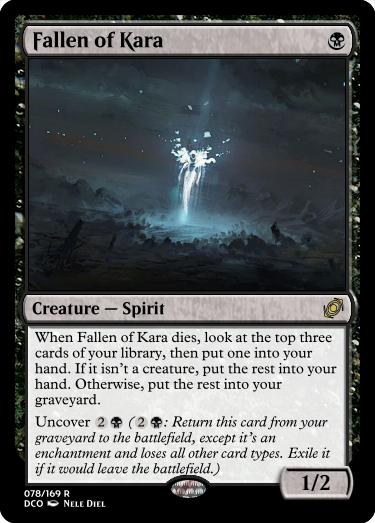 Fallen of Kara
Creature — Spirit
When Fallen of Kara dies, look at the top three
cards of your library, then put one into your
hand. If it isn't a creature, put the rest into your
hand. Otherwise, put the rest into your
graveyard.
Uncover 2 ( 2 : Return this card from your
graveyard to the battlefield, except it's an
enchantment and loses all other card types. Exile it
if it would leave the battlefield.)
1/2
078/169 R
DCO NELE DIEL